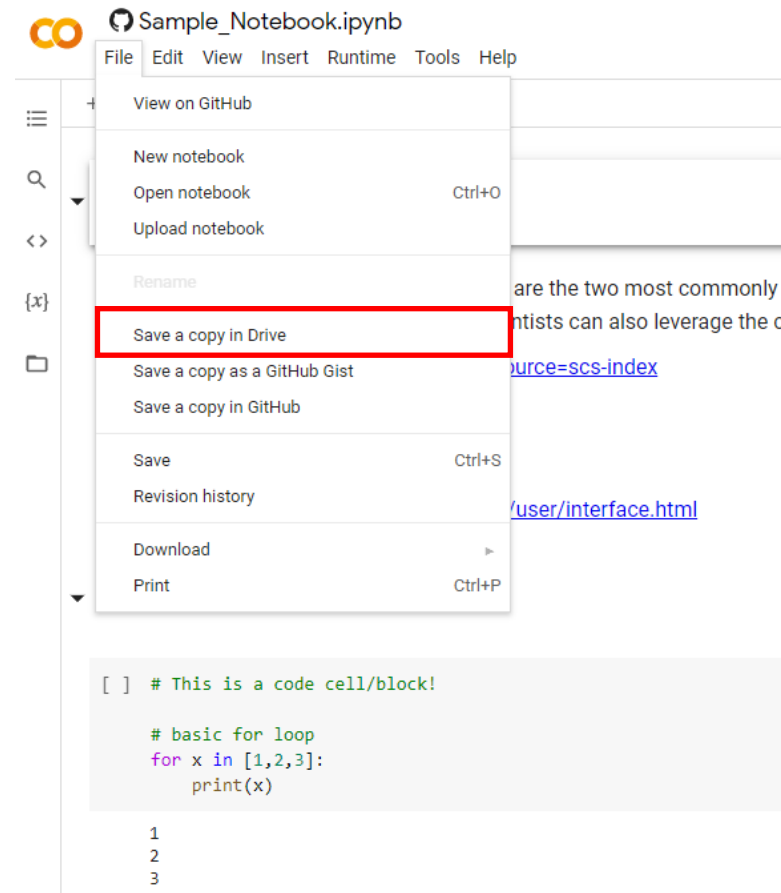 Sample_Notebook.ipynb
File Edit View Insert Runtime Tools Help
+
View on GitHub
New notebook
Open notebook Ctrl+O
Upload notebook
Rename
are the two most commonly
ntists can also leverage the
Save a copy in Drive
Save a copy as a GitHub Gist
ource=scs-index
Save a copy in GitHub
Save Ctrl+S
Revision history
/user/interface.html
Download
Print Ctrl+P
[ ] # This is a code cell/block!
# basic for loop
for x in [1,2,3]:
    print(x)
1
2
3
{x}